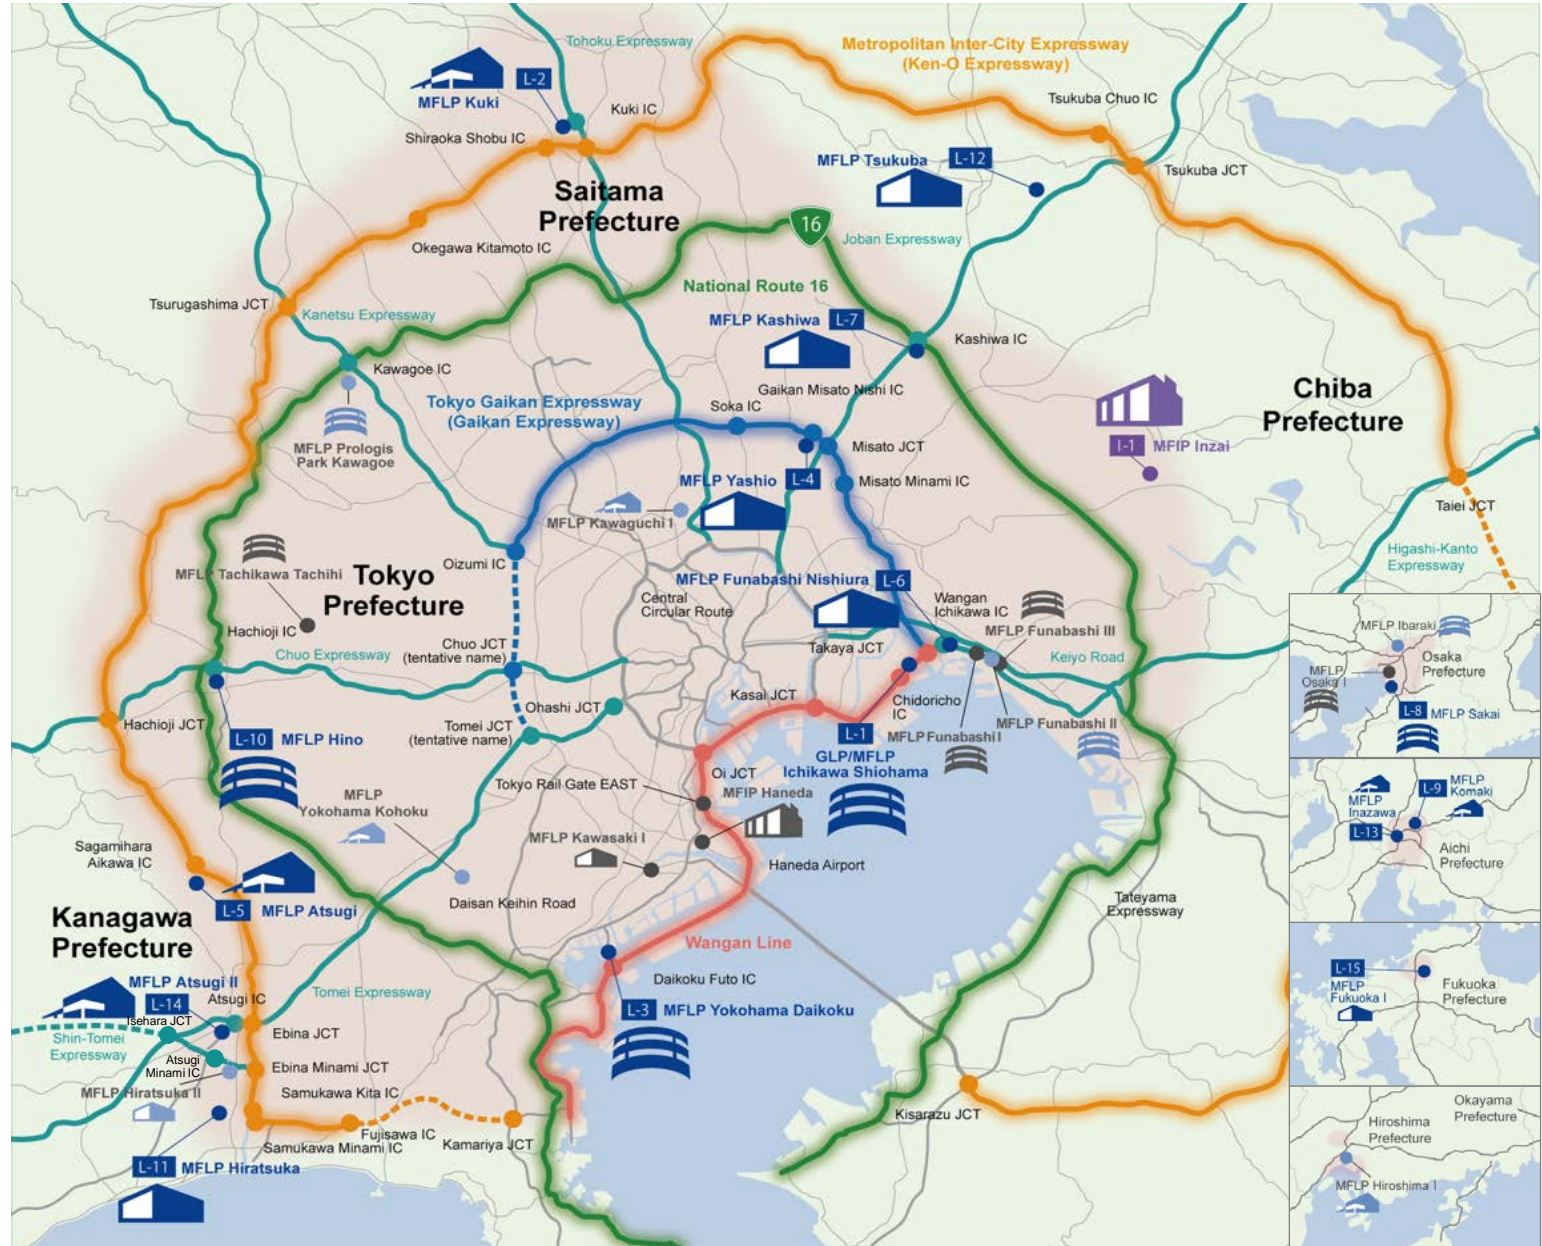 Tohoku Expressway
Metropolitan Inter-City Expressway
(Ken-O Expressway)
L-2
MFLP Kuki
Kuki IC
Tsukuba Chuo IC
Shiraoka Shobu IC
MFLP Tsukuba
L-12
Tsukuba JCT
Saitama
Prefecture
16
Okegawa Kitamoto IC
Joban Expressway
National Route 16
Tsurugashima JCT
Kanetsu Expressway
MFLP Kashiwa
L-7
Kashiwa IC
Kawagoe IC
Gaikan Misato Nishi IC
Chiba
Prefecture
Tokyo Gaikan Expressway
(Gaikan Expressway)
Soka IC
MFLP Prologis
Park Kawagoe
Misato JCT
I-1
MFIP Inzai
MFLP Yashio
L-4
Misato Minami IC
Taiei JCT
MFLP Kawaguchi I
Higashi-Kanto
Expressway
Oizumi IC
MFLP Tachikawa Tachihi
Tokyo
Prefecture
MFLP Funabashi Nishiura
L-6
Central
Circular Route
Wangan
Ichikawa IC
Hachioji IC
MFLP Funabashi III
Chuo JCT
(tentative name)
Takaya JCT
Keiyo Road
Chuo Expressway
Kasai JCT
Chidoricho
IC
Hachioji JCT
Ohashi JCT
Tomei JCT
(tentative name)
MFLP Funabashi II
L-10
MFLP Hino
L-1
MFLP Funabashi I
GLP/MFLP
Ichikawa Shiohama
Oi JCT
Tokyo Rail Gate EAST
MFIP Haneda
MFLP
Yokohama Kohoku
MFLP Kawasaki I
Sagamihara
Aikawa IC
Haneda Airport
L-5
MFLP Atsugi
Daisan Keihin Road
Tateyama
Expressway
Kanagawa
Prefecture
Wangan Line
MFLP Atsugi II
L-14
Atsugi IC
Tomei Expressway
Daikoku Futo IC
Isehara JCT
L-3
MFLP Yokohama Daikoku
Shin-Tomei
Expressway
Ebina JCT
Atsugi
Minami IC
Ebina Minami JCT
MFLP Hiratsuka II
Samukawa Kita IC
Kisarazu JCT
Fujisawa IC
Samukawa Minami IC
Kamariya JCT
L-11
MFLP Hiratsuka
MFLP Ibaraki
Osaka
Prefecture
MFLP
Osaka I
L-8
MFLP Sakai
L-9
MFLP
Komaki
MFLP
Inazawa
L-13
Aichi
Prefecture
L-15
MFLP
Fukuoka I
Fukuoka
Prefecture
Okayama
Prefecture
Hiroshima
Prefecture
MFLP Hiroshima I